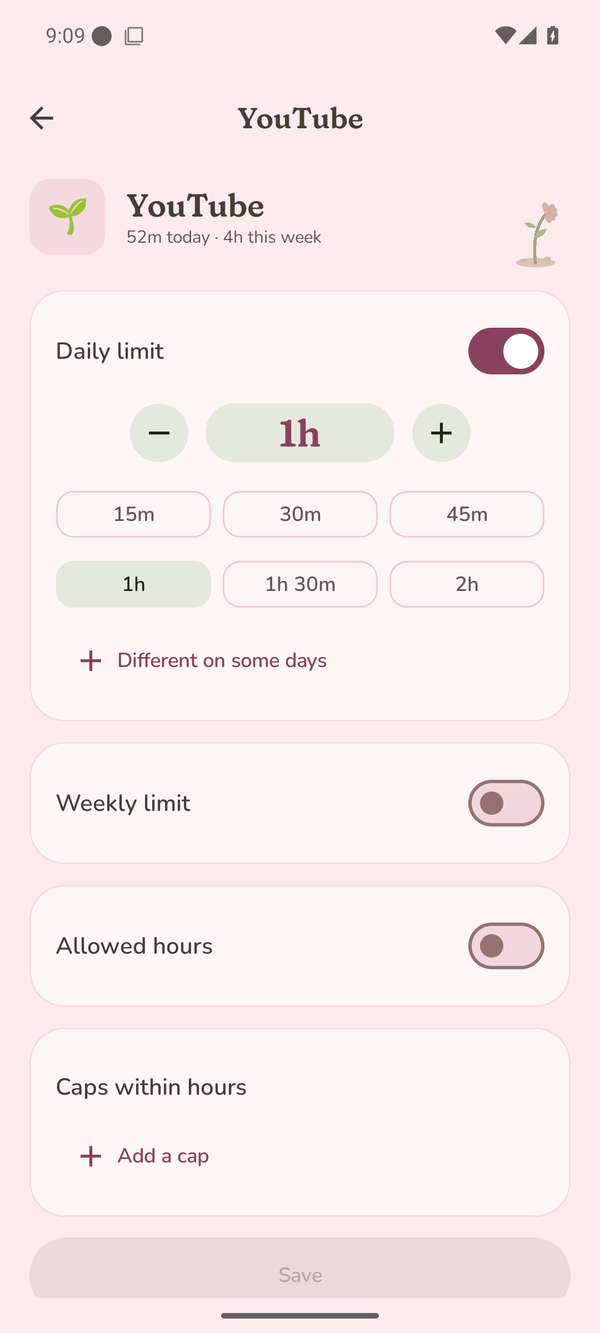 9:09
YouTube
YouTube
52m today · 4h this week
Daily limit
1h
15m
30m
45m
1h
1h 30m
2h
Different on some days
Weekly limit
Allowed hours
Caps within hours
Add a cap
Save